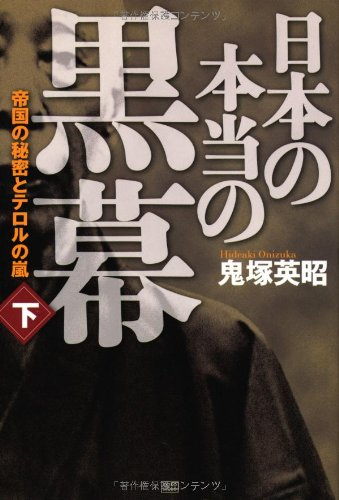 「著作権保護コンテンツ」
日本の
本当の
黒幕
帝国の秘密とテロルの嵐
下
Hideaki Onizuka
鬼塚英昭
「著作権保護コンテンツ」